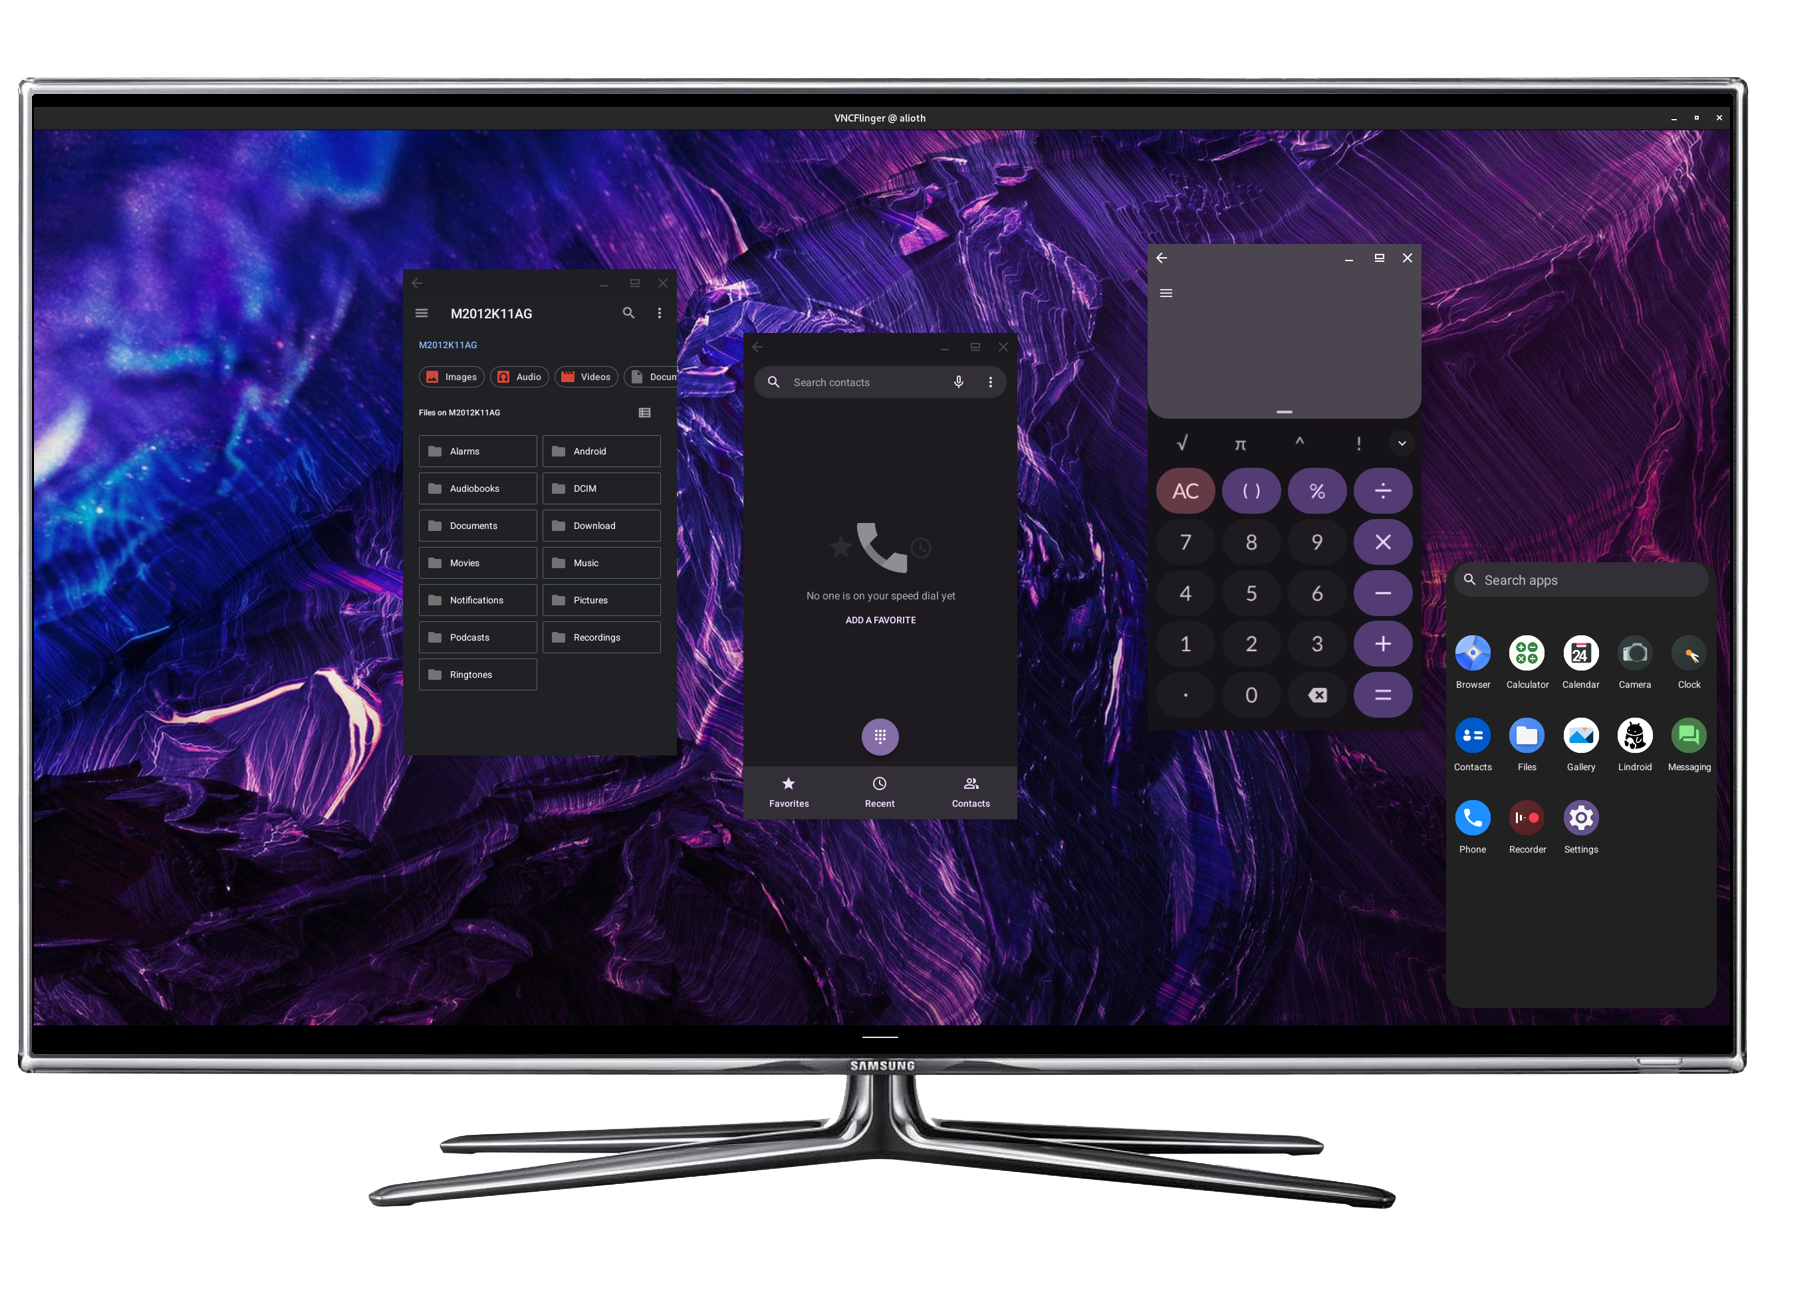 VNCFlinger @ alioth
M2012K11AG
M2012K11AG
Images Audio Videos Docum
Files on M2012K11AG
Alarms Android
Audiobooks DCIM
Documents Download
Movies Music
Notifications Pictures
Podcasts Recordings
Ringtones
Search contacts
No one is on your speed dial yet
ADD A FAVORITE
Favorites Recent Contacts
√ π ^ !
AC ( ) % ÷
7 8 9 ×
4 5 6 −
1 2 3 +
. 0 =
Search apps
24
Browser Calculator Calendar Camera Clock
Contacts Files Gallery Lindroid Messaging
Phone Recorder Settings
SAMSUNG